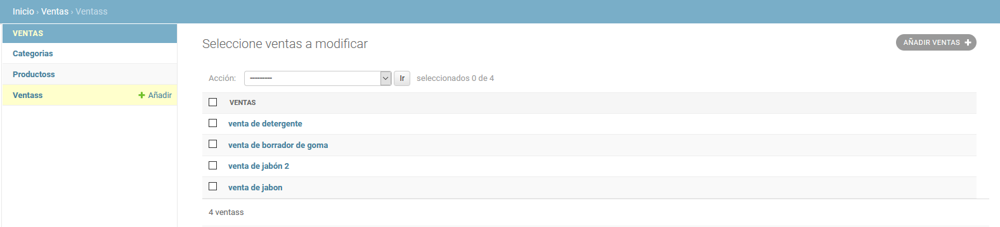 Inicio › Ventas › Ventass
VENTAS
Categorias
Productoss
Ventass + Añadir
Seleccione ventas a modificar
AÑADIR VENTAS +
Acción: --------- Ir seleccionados 0 de 4
VENTAS
venta de detergente
venta de borrador de goma
venta de jabón 2
venta de jabon
4 ventass